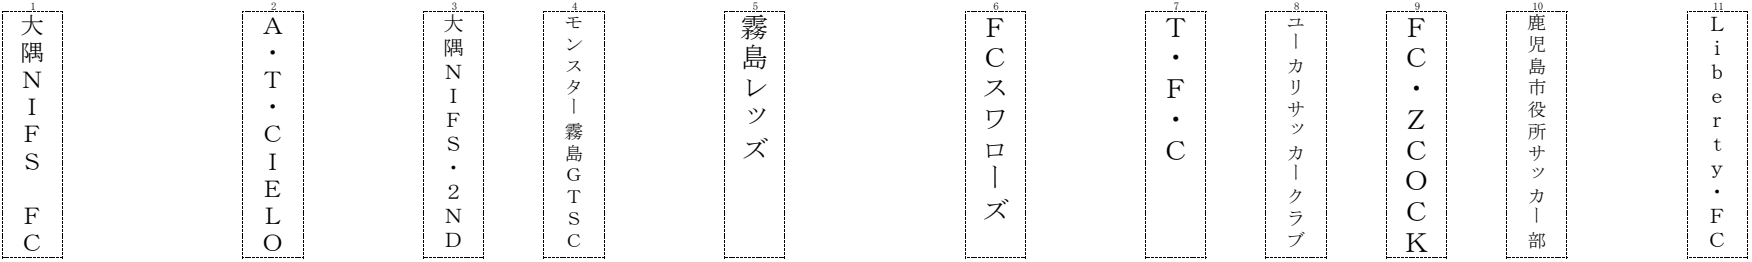 1
大隅NIFS FC
2
A・T・CIELO
3
大隅NIFS・2ND
4
モンスター霧島GTSC
5
霧島レッズ
6
FCスワローズ
7
T・F・C
8
ユーカリサッカークラブ
9
FC・ZCOCK
10
鹿児島市役所サッカー部
11
Liberty・FC